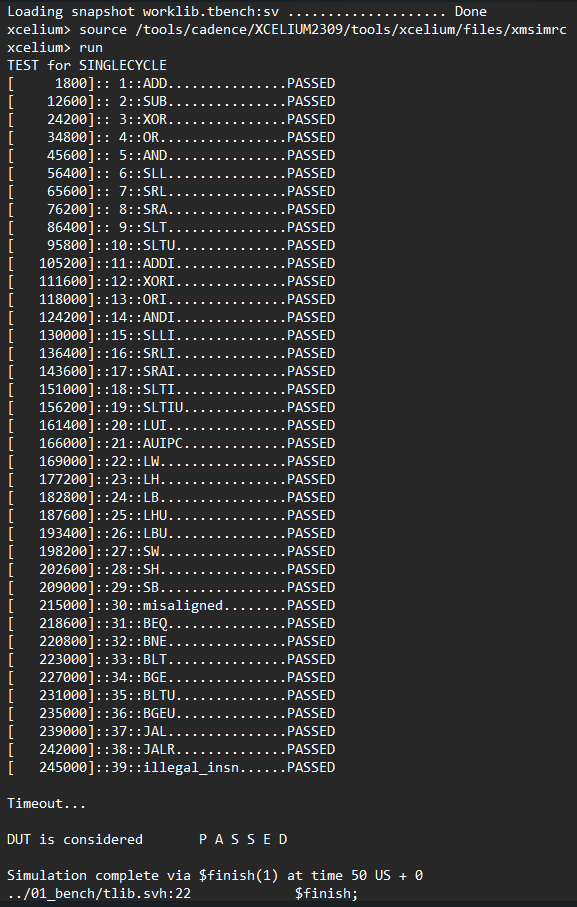 Loading snapshot worklib.tbench:sv .................... Done
xcelium> source /tools/cadence/XCELIUM2309/tools/xcelium/files/xmsimrc
xcelium> run
TEST for SINGLECYCLE
[     1800]:: 1::ADD...............PASSED
[    12600]:: 2::SUB...............PASSED
[    24200]:: 3::XOR...............PASSED
[    34800]:: 4::OR................PASSED
[    45600]:: 5::AND...............PASSED
[    56400]:: 6::SLL...............PASSED
[    65600]:: 7::SRL...............PASSED
[    76200]:: 8::SRA...............PASSED
[    86400]:: 9::SLT...............PASSED
[    95800]::10::SLTU..............PASSED
[   105200]::11::ADDI..............PASSED
[   111600]::12::XORI..............PASSED
[   118000]::13::ORI...............PASSED
[   124200]::14::ANDI..............PASSED
[   130000]::15::SLLI..............PASSED
[   136400]::16::SRLI..............PASSED
[   143600]::17::SRAI..............PASSED
[   151000]::18::SLTI..............PASSED
[   156200]::19::SLTIU.............PASSED
[   161400]::20::LUI...............PASSED
[   166000]::21::AUIPC.............PASSED
[   169000]::22::LW................PASSED
[   177200]::23::LH................PASSED
[   182800]::24::LB................PASSED
[   187600]::25::LHU...............PASSED
[   193400]::26::LBU...............PASSED
[   198200]::27::SW................PASSED
[   202600]::28::SH................PASSED
[   209000]::29::SB................PASSED
[   215000]::30::misaligned........PASSED
[   218600]::31::BEQ...............PASSED
[   220800]::32::BNE...............PASSED
[   223000]::33::BLT...............PASSED
[   227000]::34::BGE...............PASSED
[   231000]::35::BLTU..............PASSED
[   235000]::36::BGEU..............PASSED
[   239000]::37::JAL...............PASSED
[   242000]::38::JALR..............PASSED
[   245000]::39::illegal_insn......PASSED
Timeout...
DUT is considered       P A S S E D
Simulation complete via $finish(1) at time 50 US + 0
../01_bench/tlib.svh:22             $finish;